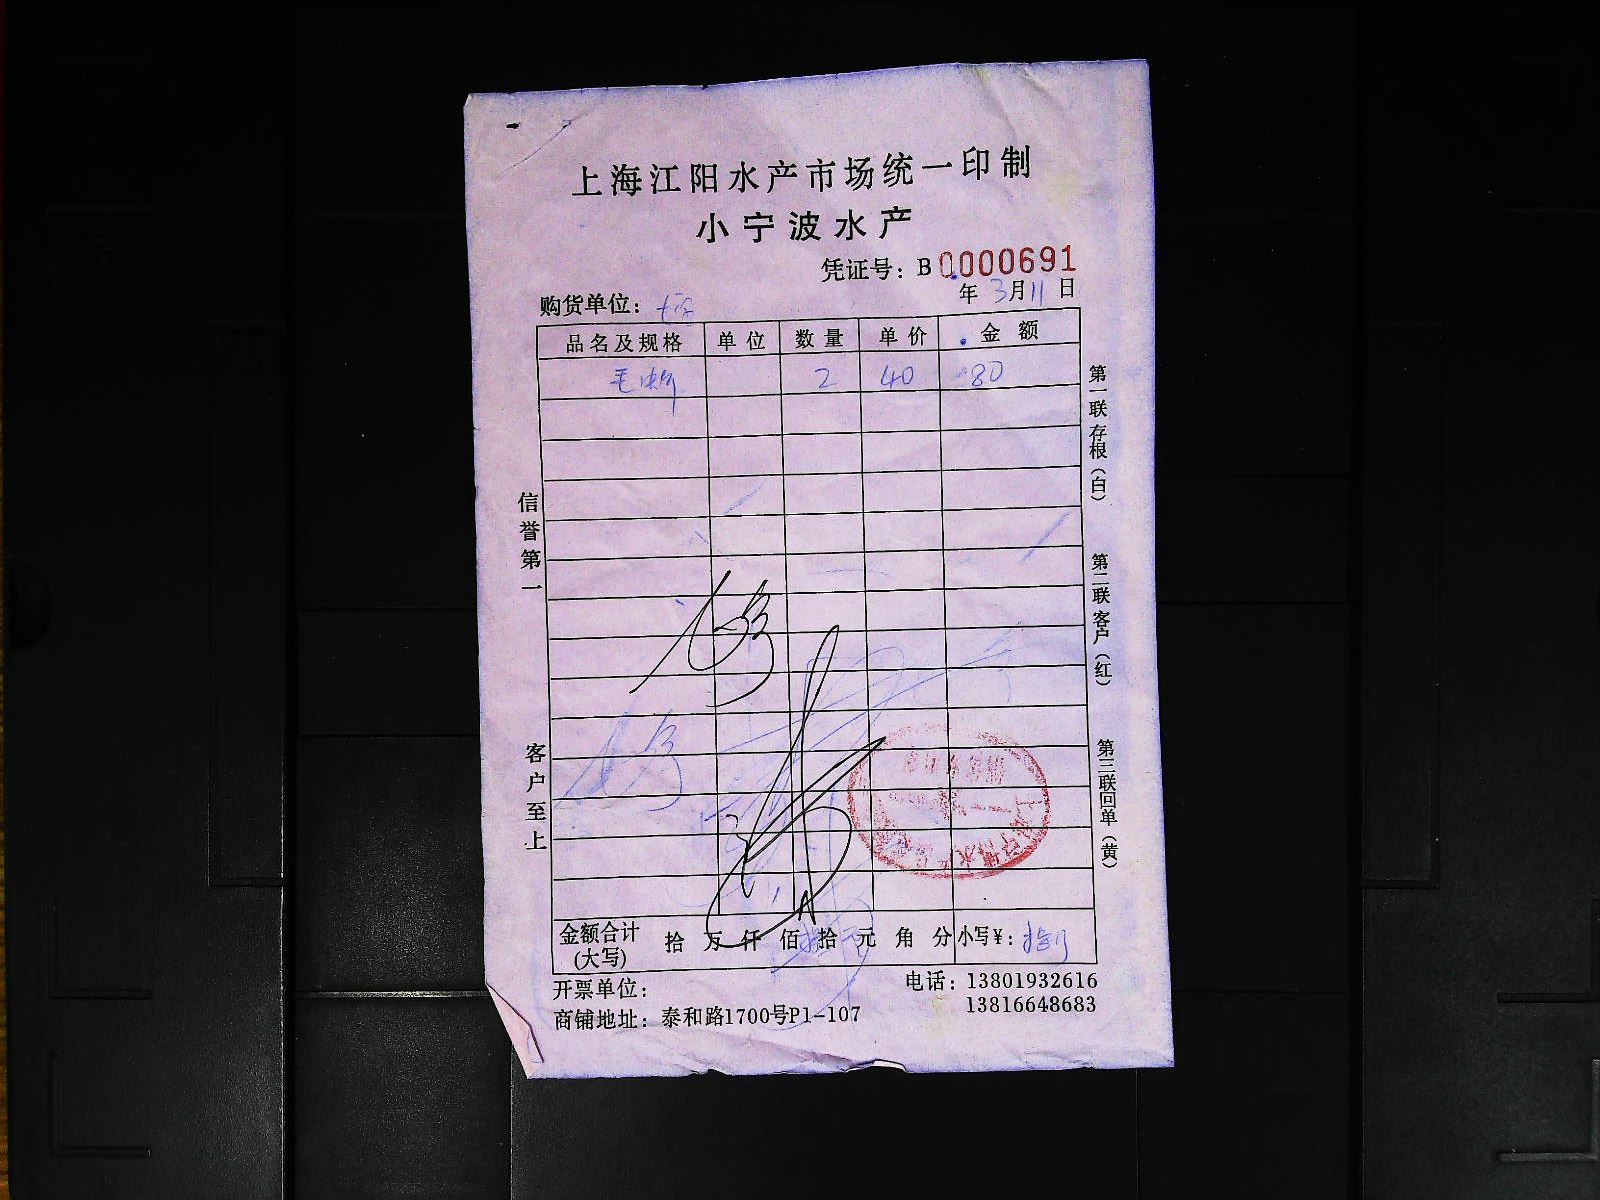 上海江阳水产市场统一印制
小宁波水产
凭证号：B0000691
年3月11日
购货单位：
品名及规格 单位 数量 单价 金额
毛蚶 2 40 80
信誉第一
客户至上
第一联存根（白）
第二联客户（红）
第三联回单（黄）
金额合计(大写) 拾 万 仟 佰 拾 元 角 分 小写¥：
开票单位：
电话：13801932616
13816648683
商铺地址：泰和路1700号P1-107